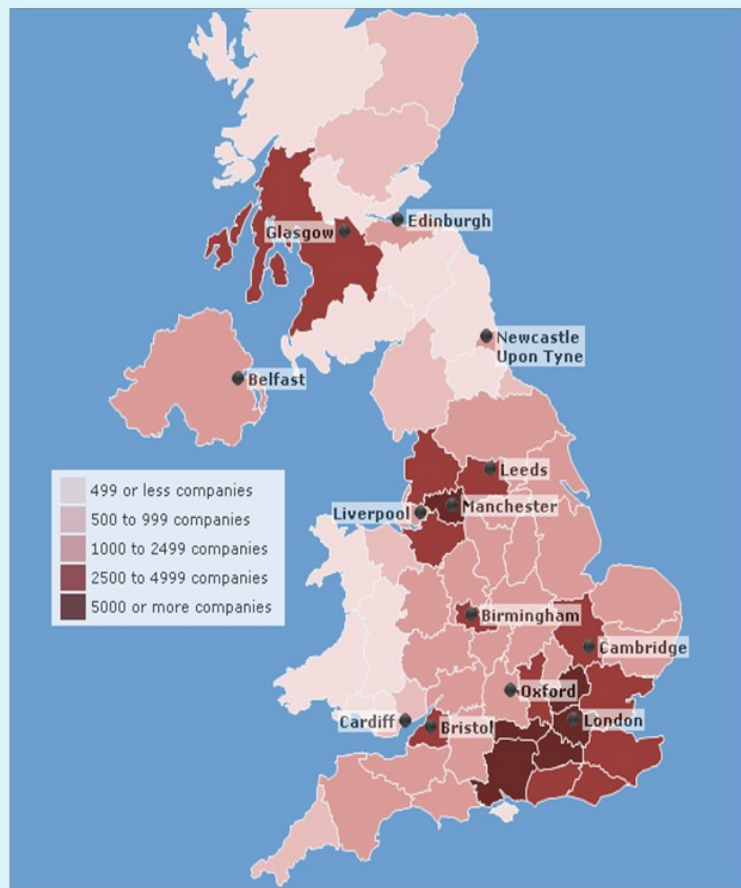 Edinburgh
Glasgow
Newcastle
Upon Tyne
Belfast
Leeds
499 or less companies
Manchester
Liverpool
500 to 999 companies
1000 to 2499 companies
2500 to 4999 companies
5000 or more companies
Birmingham
Cambridge
Oxford
Cardiff
Bristol
London